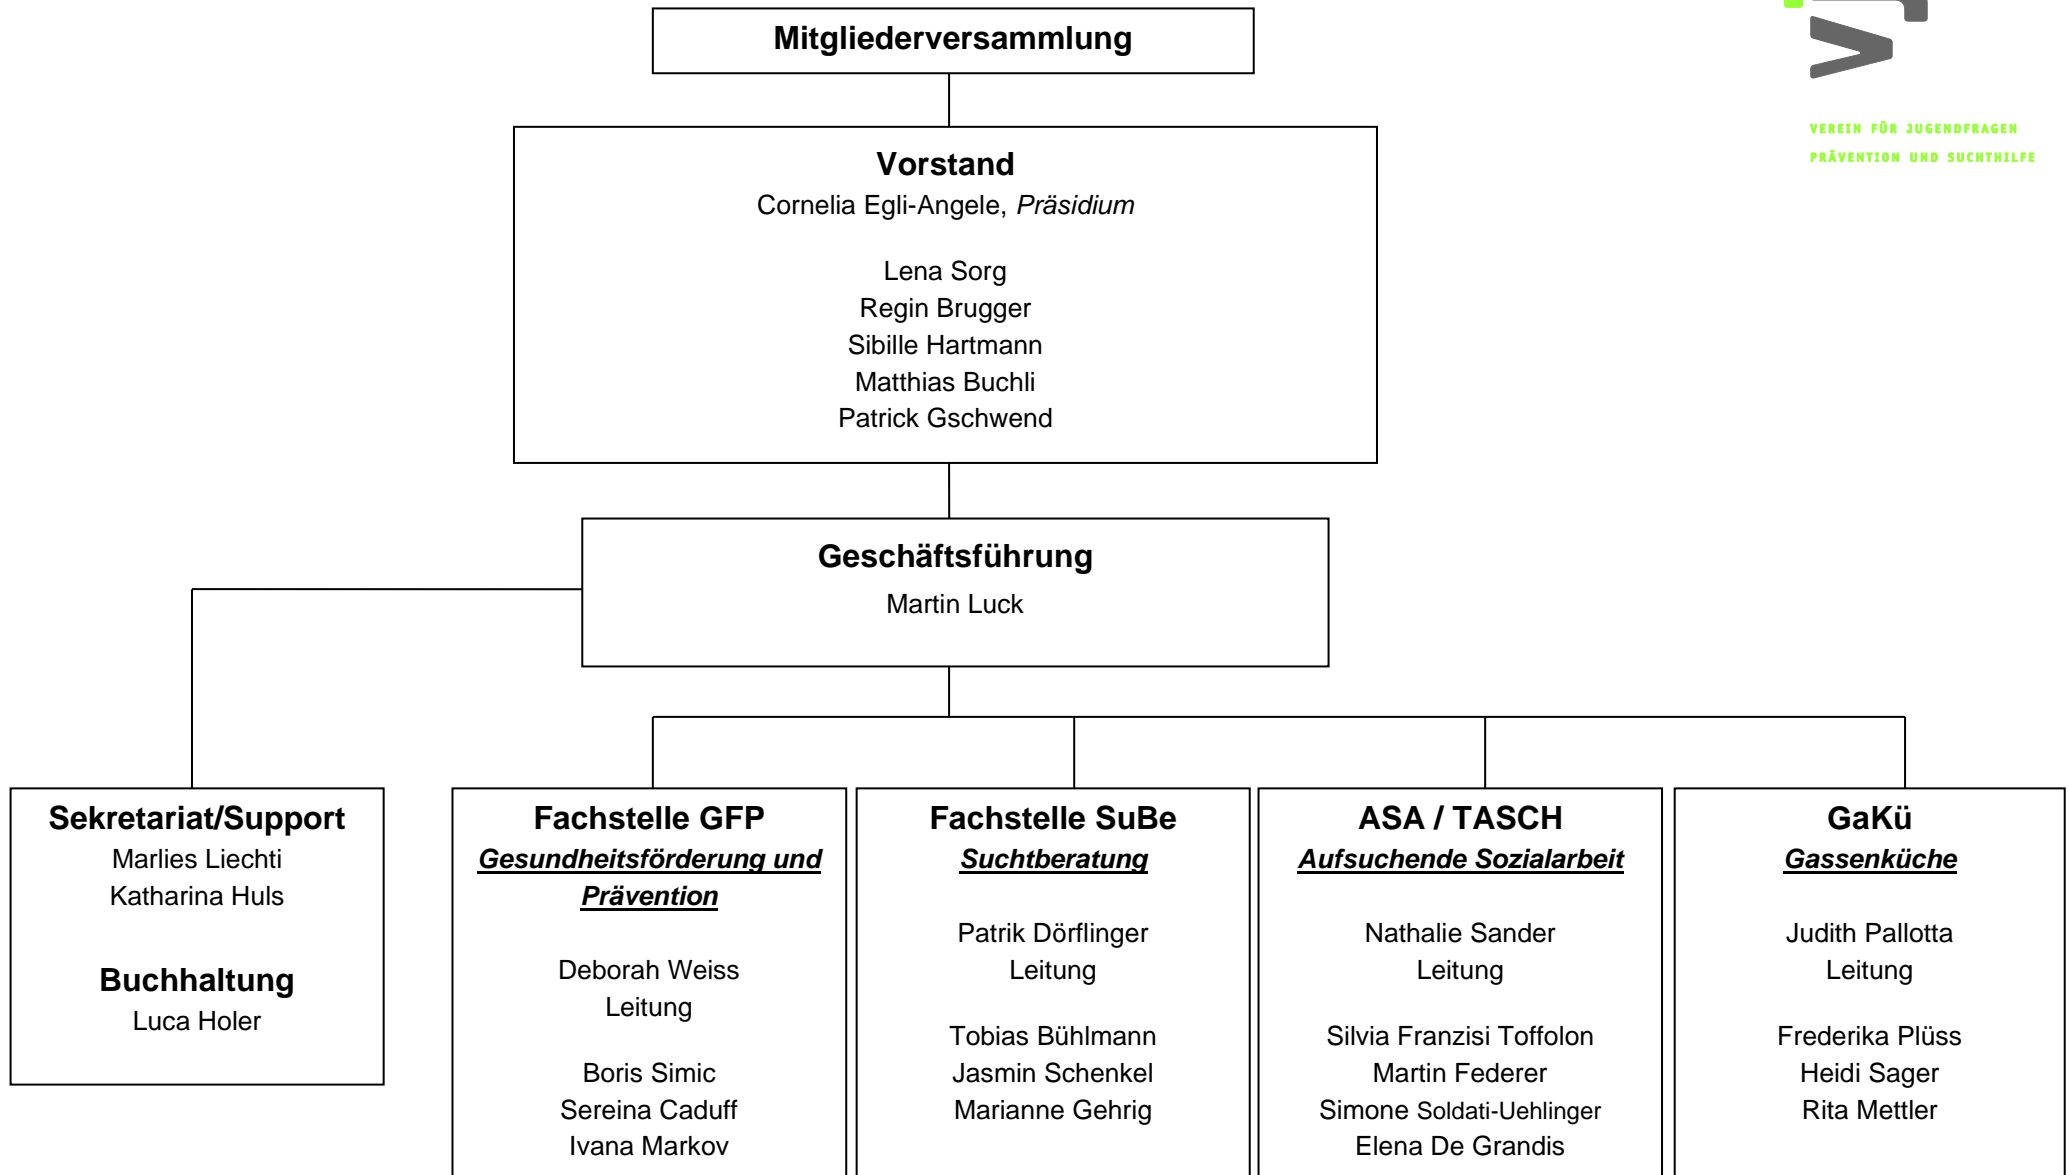 Mitgliederversammlung
vj
VEREIN FÜR JUGENDFRAGEN
PRÄVENTION UND SUCHTHILFE
Vorstand
Cornelia Egli-Angele, Präsidium
Lena Sorg
Regin Brugger
Sibille Hartmann
Matthias Buchli
Patrick Gschwend
Geschäftsführung
Martin Luck
Sekretariat/Support
Marlies Liechti
Katharina Huls
Buchhaltung
Luca Holer
Fachstelle GFP
Gesundheitsförderung und
Prävention
Deborah Weiss
Leitung
Boris Simic
Sereina Caduff
Ivana Markov
Fachstelle SuBe
Suchtberatung
Patrik Dörflinger
Leitung
Tobias Bühlmann
Jasmin Schenkel
Marianne Gehrig
ASA / TASCH
Aufsuchende Sozialarbeit
Nathalie Sander
Leitung
Silvia Franzisi Toffolon
Martin Federer
Simone Soldati-Uehlinger
Elena De Grandis
GaKü
Gassenküche
Judith Pallotta
Leitung
Frederika Plüss
Heidi Sager
Rita Mettler